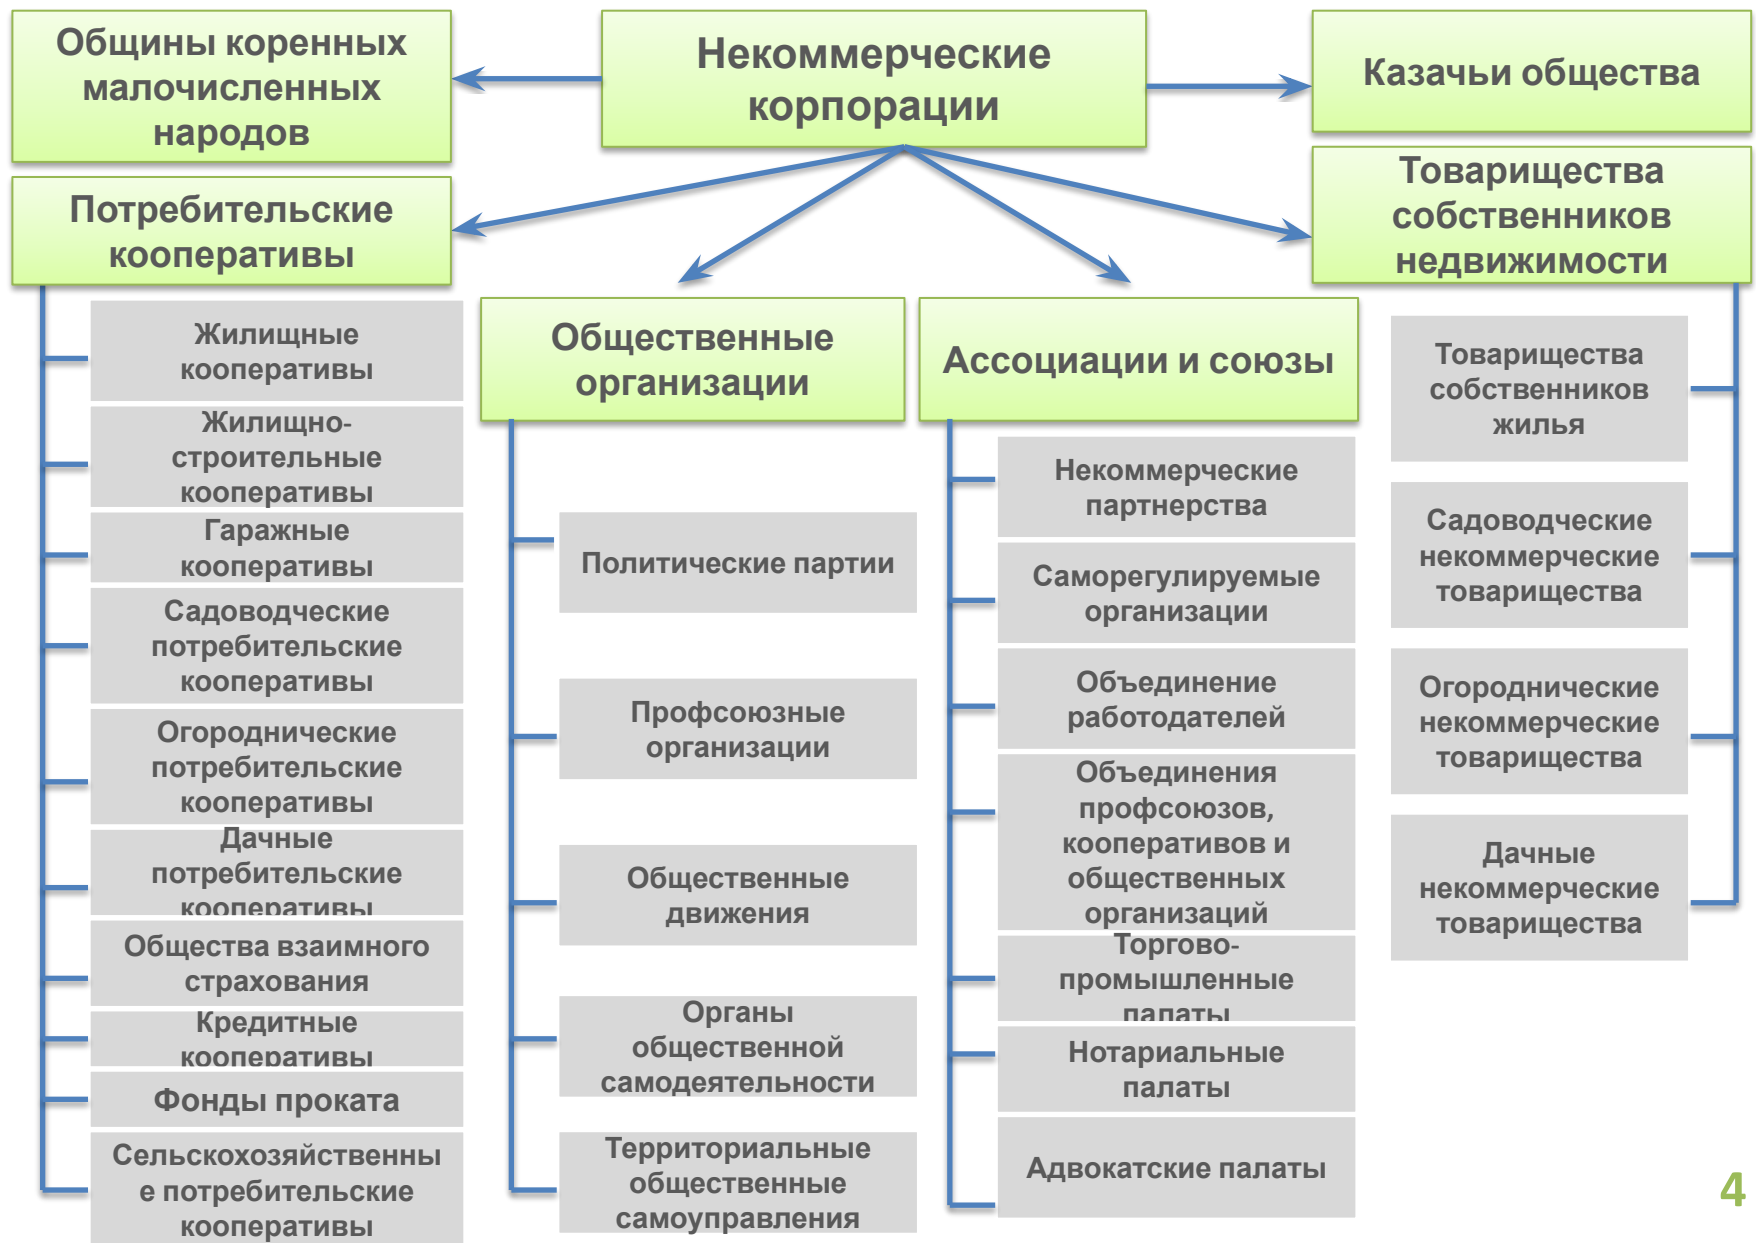 Общины коренных
малочисленных
народов
Некоммерческие
корпорации
Казачьи общества
Потребительские
кооперативы
Товарищества
собственников
недвижимости
Жилищные
кооперативы
Жилищно-
строительные
кооперативы
Гаражные
кооперативы
Садоводческие
потребительские
кооперативы
Огороднические
потребительские
кооперативы
Дачные
потребительские
кооперативы
Общества взаимного
страхования
Кредитные
кооперативы
Фонды проката
Сельскохозяйственны
е потребительские
кооперативы
Общественные
организации
Политические партии
Профсоюзные
организации
Общественные
движения
Органы
общественной
самодеятельности
Территориальные
общественные
самоуправления
Ассоциации и союзы
Некоммерческие
партнерства
Саморегулируемые
организации
Объединение
работодателей
Объединения
профсоюзов,
кооперативов и
общественных
организаций
Торгово-
промышленные
палаты
Нотариальные
палаты
Адвокатские палаты
Товарищества
собственников
жилья
Садоводческие
некоммерческие
товарищества
Огороднические
некоммерческие
товарищества
Дачные
некоммерческие
товарищества
4